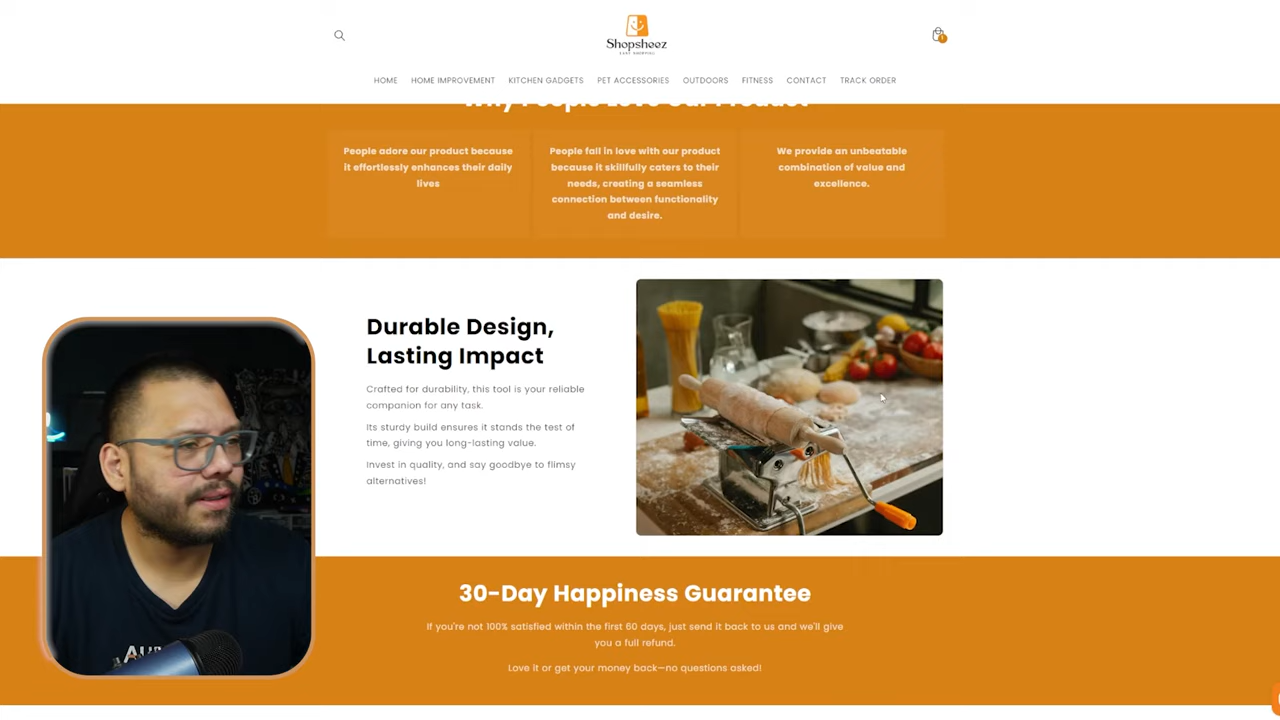 Shopsheez
HOME
HOME IMPROVEMENT
KITCHEN GADGETS
PET ACCESSORIES
OUTDOORS
FITNESS
CONTACT
TRACK ORDER
Why People Love Our Product
People adore our product because
it effortlessly enhances their daily
lives
People fall in love with our product
because it skillfully caters to their
needs, creating a seamless
connection between functionality
and desire.
We provide an unbeatable
combination of value and
excellence.
Durable Design,
Lasting Impact
Crafted for durability, this tool is your reliable
companion for any task.
Its sturdy build ensures it stands the test of
time, giving you long-lasting value.
Invest in quality, and say goodbye to flimsy
alternatives!
30-Day Happiness Guarantee
If you're not 100% satisfied within the first 60 days, just send it back to us and we'll give
you a full refund.
Love it or get your money back—no questions asked!